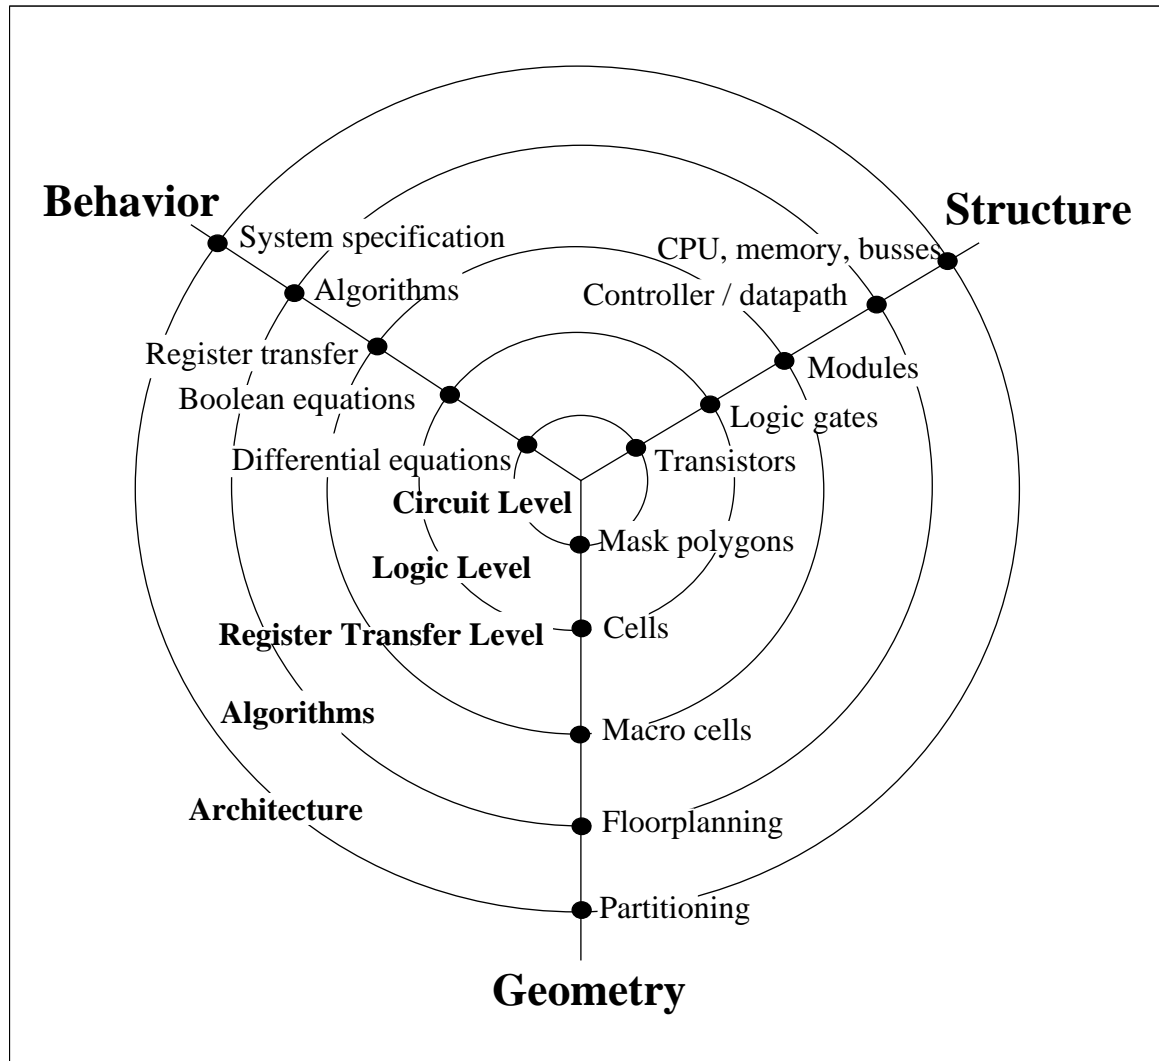 Behavior
Structure
System specification
CPU, memory, busses
Algorithms
Controller / datapath
Register transfer
Modules
Boolean equations
Logic gates
Differential equations
Transistors
Circuit Level
Mask polygons
Logic Level
Cells
Register Transfer Level
Algorithms
Macro cells
Architecture
Floorplanning
Partitioning
Geometry